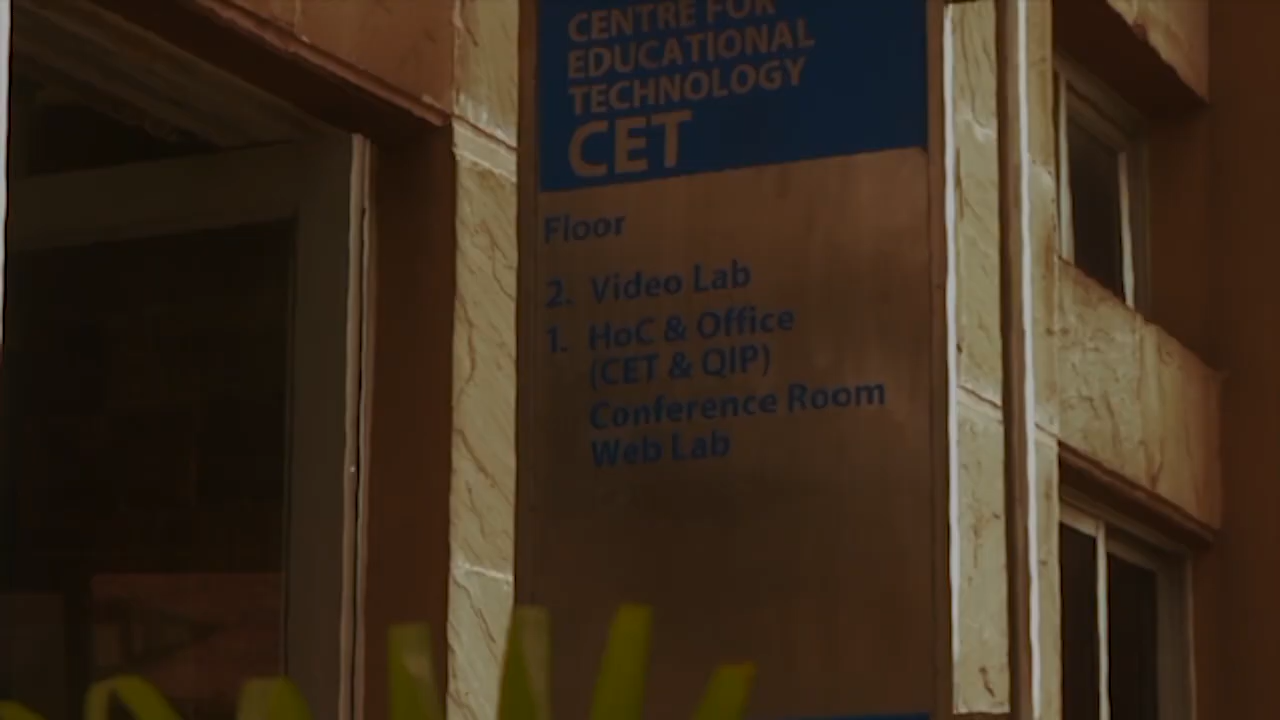 CENTRE FOR
EDUCATIONAL
TECHNOLOGY
CET
Floor
2. Video Lab
1. HoC & Office
(CET & QIP)
Conference Room
Web Lab